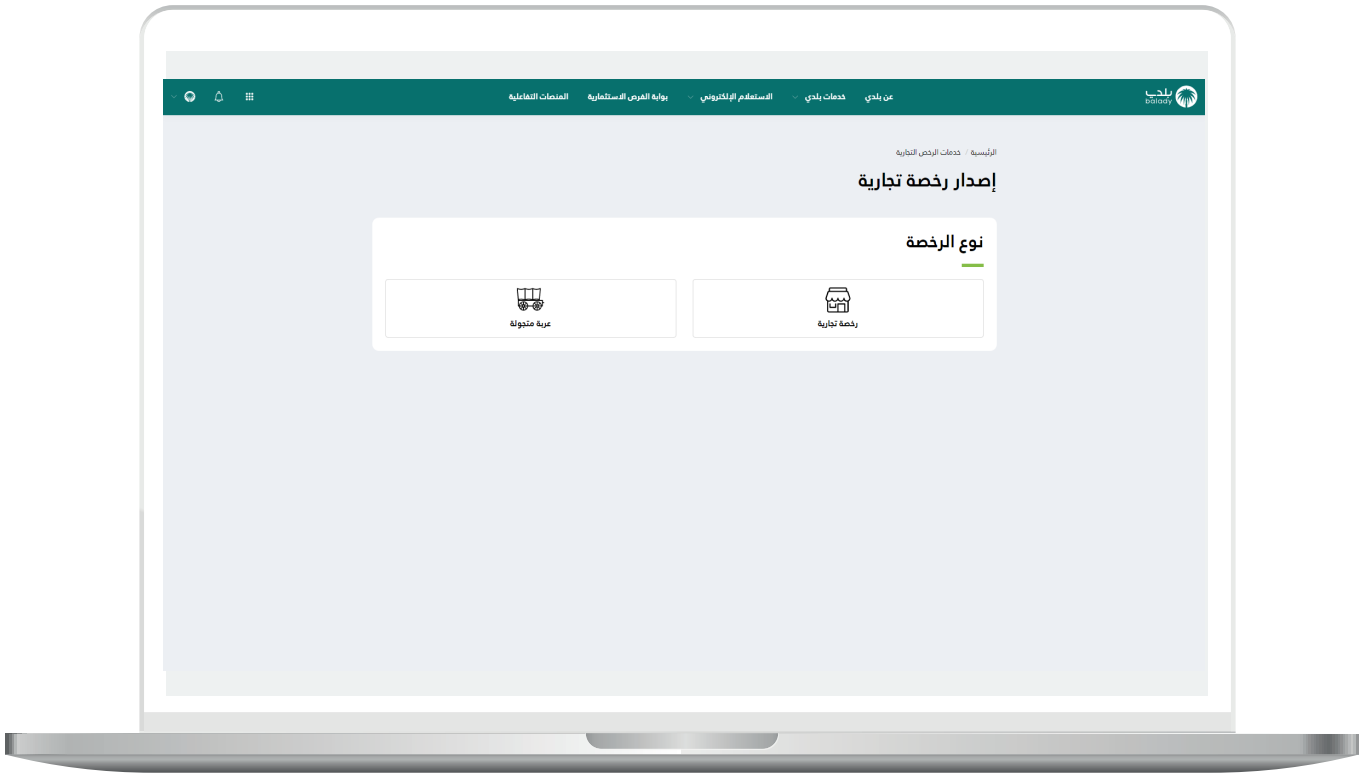 بلدي
balady
عن بلدي
خدمات بلدي
الاستعلام الإلكتروني
بوابة الفرص الاستثمارية
المنصات التفاعلية
الرئيسية / خدمات الرخص التجارية
إصدار رخصة تجارية
نوع الرخصة
رخصة تجارية
عربة متجولة